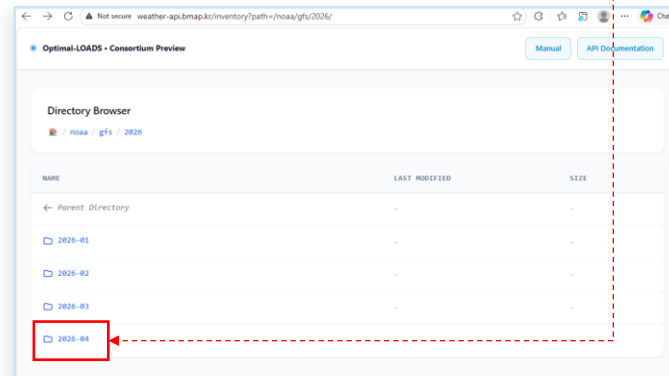 Not secure weather-api.bmap.kr/inventory?path=/noaa/gfs/2026/
Optimal-LOADS • Consortium Preview
Manual
API Documentation
Directory Browser
/ noaa / gfs / 2026
NAME LAST MODIFIED SIZE
← Parent Directory - -
2026-01 - -
2026-02 - -
2026-03 - -
2026-04